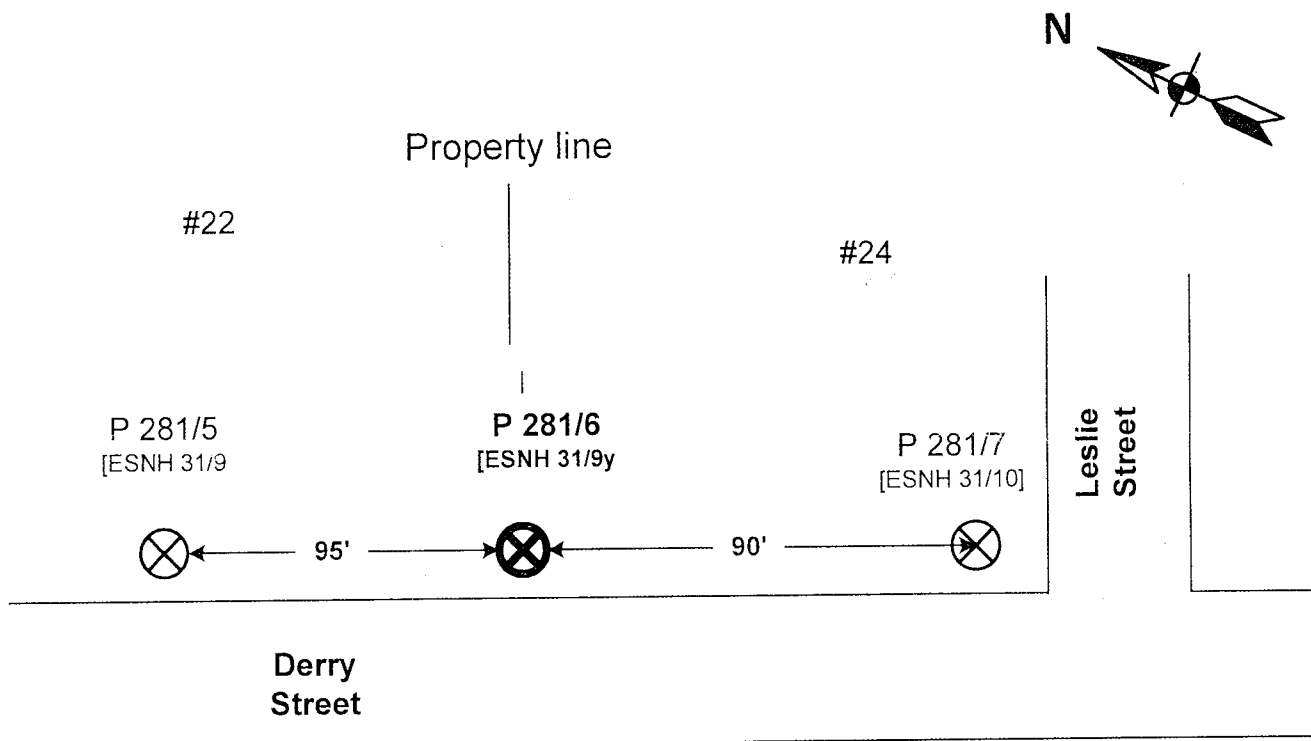 N
Property line
#22
#24
P 281/5
[ESNH 31/9
P 281/6
[ESNH 31/9y
P 281/7
[ESNH 31/10]
Leslie
Street
95'
90'
Derry
Street